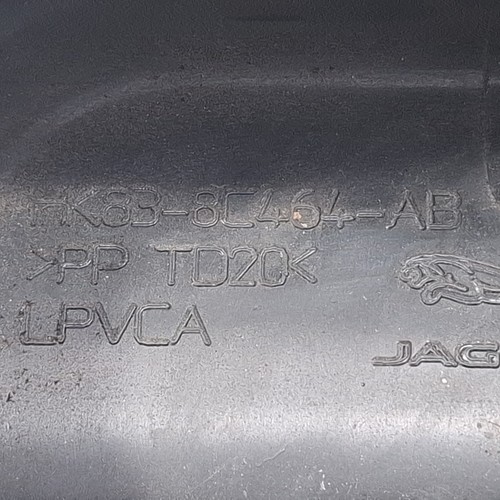 HK83-8C464-AB
>PP TD20<
LPVCA
JAG